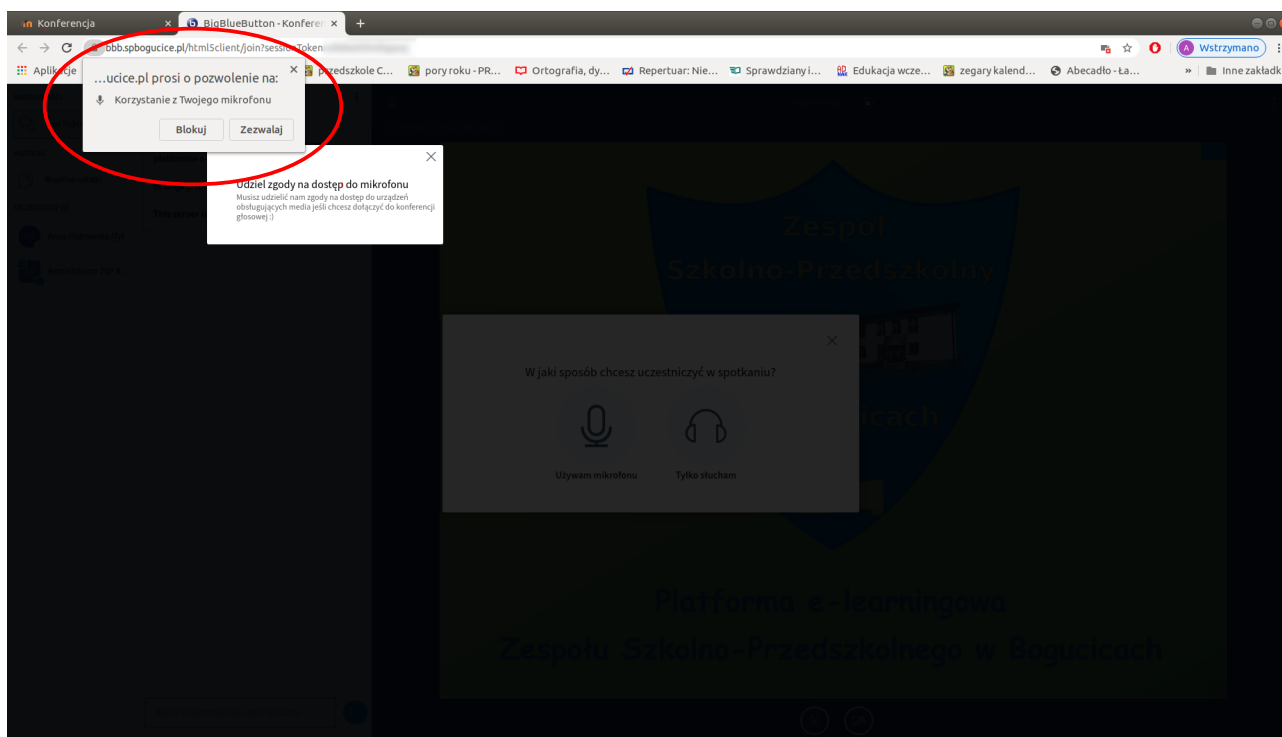 Konferencja
BigBlueButton - Konferen
bbb.spbogucice.pl/html5client/join?sessionToken
Wstrzymano
Aplikacje
przedszkole C...
pory roku - PR...
Ortografia, dy...
Repertuar: Nie...
Sprawdziany i...
Edukacja wcze...
zegary kalend...
Abecadło - Ła...
»
Inne zakładk
...ucice.pl prosi o pozwolenie na:
Korzystanie z Twojego mikrofonu
Blokuj
Zezwalaj
Udziel zgody na dostęp do mikrofonu
Musisz udzielić nam zgody na dostęp do urządzeń
obsługujących media jeśli chcesz dołączyć do konferencji
głosowej :)
Zespół
Szkolno-Przedszkolny
icach
W jaki sposób chcesz uczestniczyć w spotkaniu?
Używam mikrofonu
Tylko słucham
Platforma e-learningowa
Zespołu Szkolno-Przedszkolnego w Bogucicach